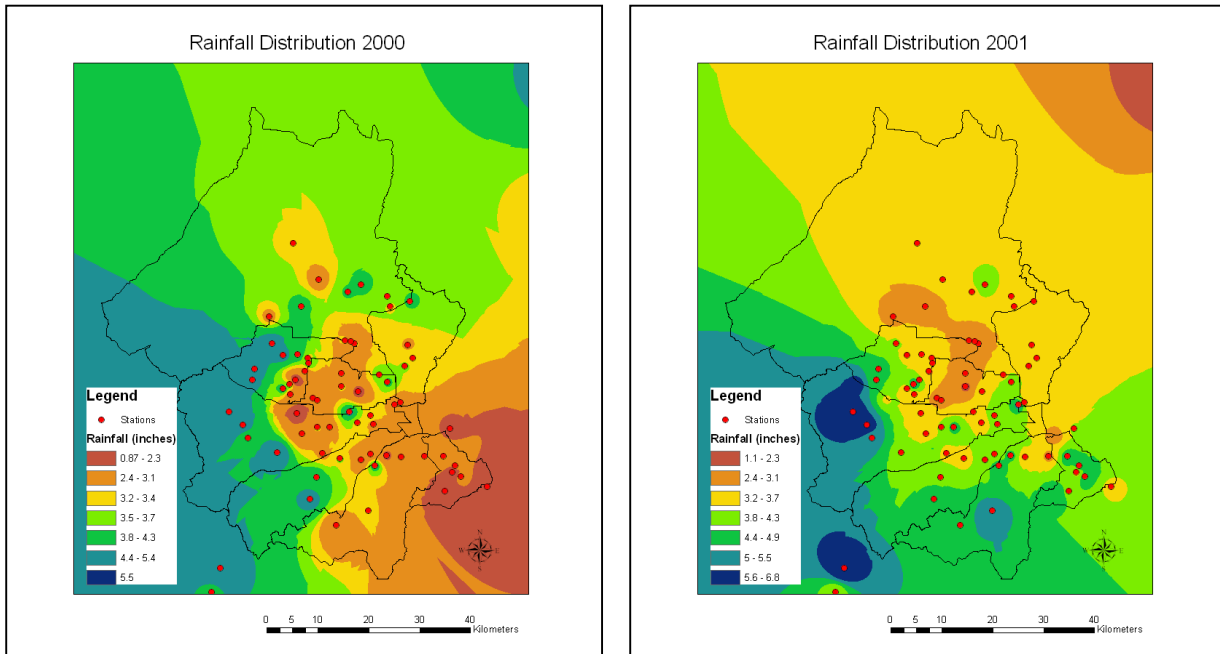 Rainfall Distribution 2000
Legend
Stations
Rainfall (inches)
0.87 - 2.3
2.4 - 3.1
3.2 - 3.4
3.5 - 3.7
3.8 - 4.3
4.4 - 5.4
5.5
N
W E
S
0 5 10 20 30 40
Kilometers
Rainfall Distribution 2001
Legend
Stations
Rainfall (inches)
1.1 - 2.3
2.4 - 3.1
3.2 - 3.7
3.8 - 4.3
4.4 - 4.9
5 - 5.5
5.6 - 6.8
N
W E
S
0 5 10 20 30 40
Kilometers